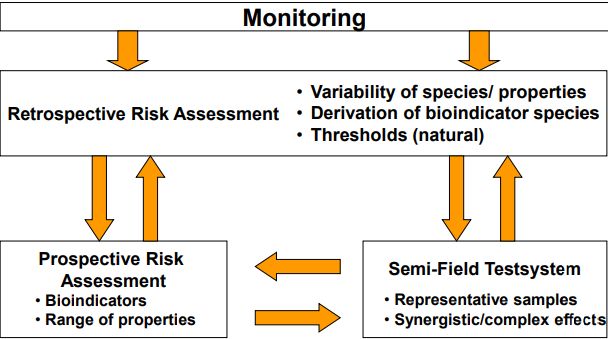 Monitoring
Retrospective Risk Assessment
• Variability of species/ properties
• Derivation of bioindicator species
• Thresholds (natural)
Prospective Risk
Assessment
• Bioindicators
• Range of properties
Semi-Field Testsystem
• Representative samples
• Synergistic/complex effects